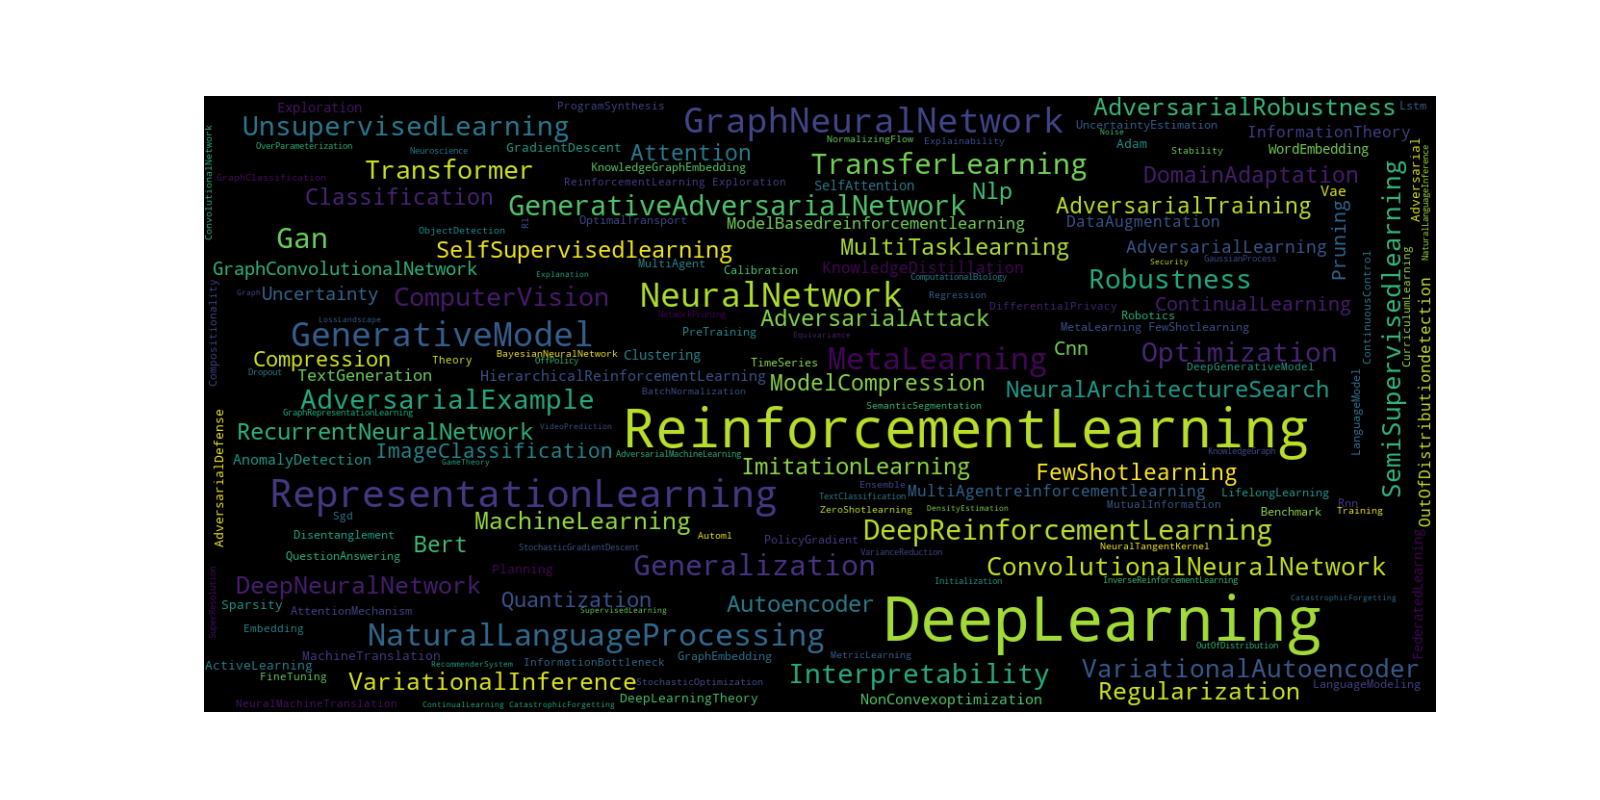 Exploration
ProgramSynthesis
GraphNeuralNetwork
AdversarialRobustness
Lstm
UnsupervisedLearning
UncertaintyEstimation
Noise
InformationTheory
OverParameterization
Neuroscience
GradientDescent
Attention
NormalizingFlow
Explainability
Adam
Stability
WordEmbedding
Transformer
KnowledgeGraphEmbedding
TransferLearning
DomainAdaptation
GraphClassification
ReinforcementLearning Exploration
SelfAttention
Nlp
Vae
Classification
GenerativeAdversarialNetwork
AdversarialTraining
Rl
OptimalTransport
ModelBasedreinforcementlearning
DataAugmentation
Gan
ObjectDetection
SelfSupervisedlearning
MultiTasklearning
AdversarialLearning
GraphConvolutionalNetwork
Explanation
MultiAgent
Calibration
KnowledgeDistillation
GaussianProcess
Security
ComputationalBiology
Robustness
Graph
Uncertainty
ComputerVision
NeuralNetwork
Regression
DifferentialPrivacy
ContinualLearning
Losslandscape
NetworkPruning
AdversarialAttack
Robotics
GenerativeModel
PreTraining
Equivariance
MetaLearning FewShotlearning
Compression
Theory
BayesianNeuralNetwork
OffPolicy
Clustering
TimeSeries
MetaLearning
Cnn
Optimization
Dropout
TextGeneration
HierarchicalReinforcementLearning
ModelCompression
DeepGenerativeModel
AdversarialExample
BatchNormalization
NeuralArchitectureSearch
GraphRepresentationLearning
SemanticSegmentation
RecurrentNeuralNetwork
VideoPrediction
ReinforcementLearning
ImageClassification
AdversarialMachineLearning
KnowledgeGraph
AnomalyDetection
GameTheory
ImitationLearning
FewShotlearning
RepresentationLearning
Ensemble
TextClassification
MultiAgentreinforcementlearning
LifelongLearning
ZeroShotlearning
DensityEstimation
MutualInformation
Rnn
Benchmark
Training
Sgd
MachineLearning
DeepReinforcementLearning
Disentanglement
Bert
Automl
PolicyGradient
QuestionAnswering
StochasticGradientDescent
VarianceReduction
NeuralTangentKernel
Planning
Generalization
ConvolutionalNeuralNetwork
DeepNeuralNetwork
Initialization
InverseReinforcementLearning
Sparsity
AttentionMechanism
Quantization
SupervisedLearning
Autoencoder
DeepLearning
CatastrophicForgetting
Embedding
NaturalLanguageProcessing
OutOfDistribution
MachineTranslation
ActiveLearning
RecommenderSystem
InformationBottleneck
GraphEmbedding
MetricLearning
FineTuning
VariationalInference
StochasticOptimization
Interpretability
VariationalAutoencoder
LanguageModeling
NeuralMachineTranslation
ContinualLearning CatastrophicForgetting
DeepLearningTheory
NonConvexoptimization
Regularization
ConvolutionalNetwork
Compositionality
AdversarialDefense
SuperResolution
Pruning
ContinuousControl
LanguageModel
SemiSupervisedlearning
CurriculumLearning
Adversarial
NaturalLanguageInference
OutOfDistributiondetection
FederatedLearning